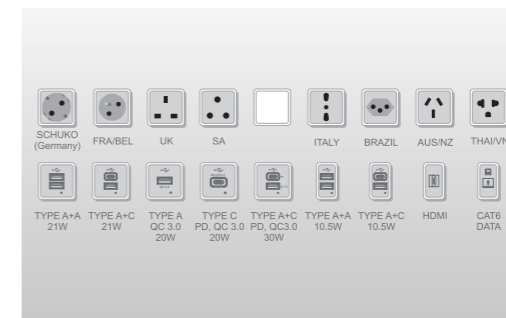 SCHUKO
(Germany)
FRA/BEL
UK
SA
ITALY
BRAZIL
AUS/NZ
THAI/VN
TYPE A+A
21W
TYPE A+C
21W
TYPE A
QC 3.0
20W
TYPE C
PD, QC 3.0
20W
TYPE A+C
PD, QC3.0
30W
TYPE A+A
10.5W
TYPE A+C
10.5W
HDMI
CAT6
DATA